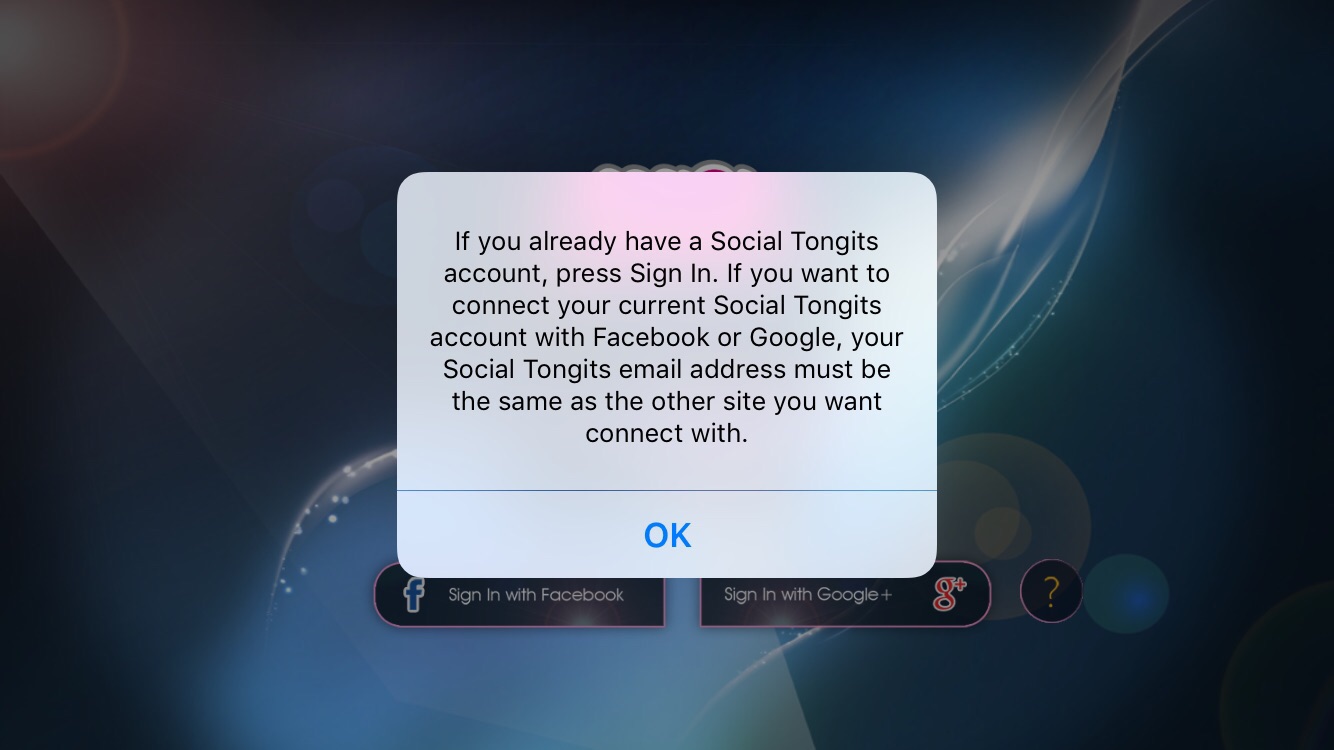 If you already have a Social Tongits
account, press Sign In. If you want to
connect your current Social Tongits
account with Facebook or Google, your
Social Tongits email address must be
the same as the other site you want
connect with.
OK
f Sign In with Facebook
Sign In with Google+ g+
?